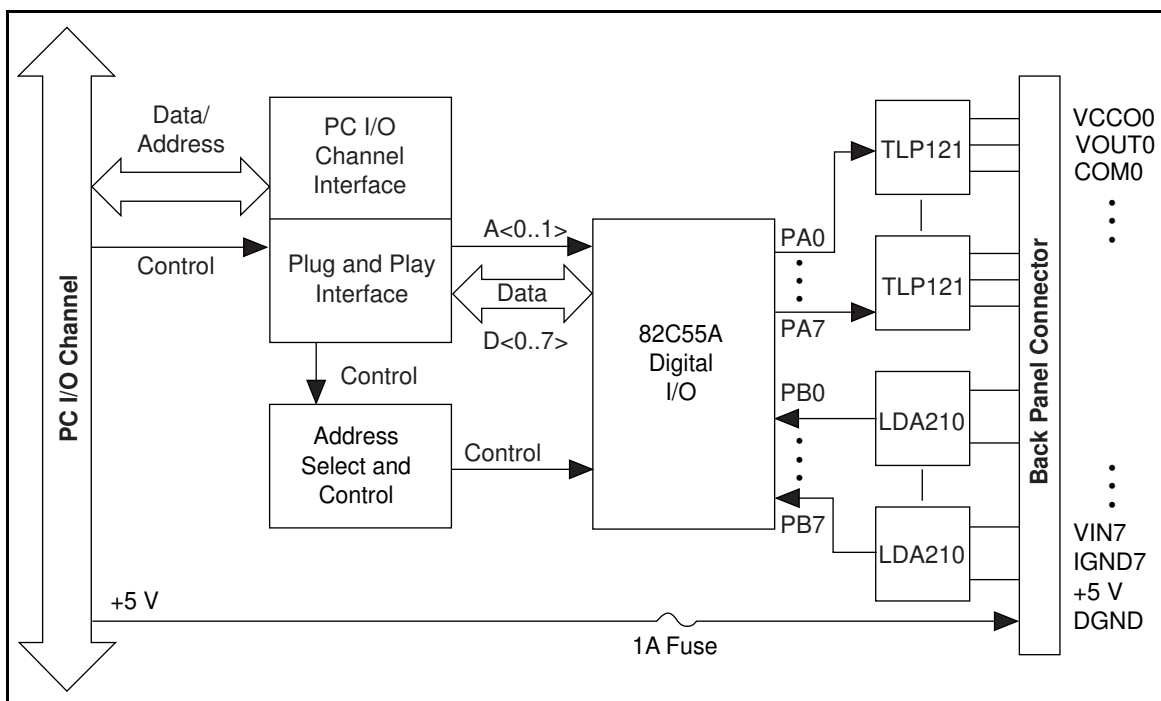 PC I/O Channel
Data/
Address
Control
PC I/O
Channel
Interface
Plug and Play
Interface
Control
Address
Select and
Control
A<0..1>
Data
D<0..7>
Control
82C55A
Digital
I/O
PA0
PA7
PB0
PB7
TLP121
TLP121
LDA210
LDA210
Back Panel Connector
VCCO0
VOUT0
COM0
VIN7
IGND7
+5 V
DGND
+5 V
1A Fuse